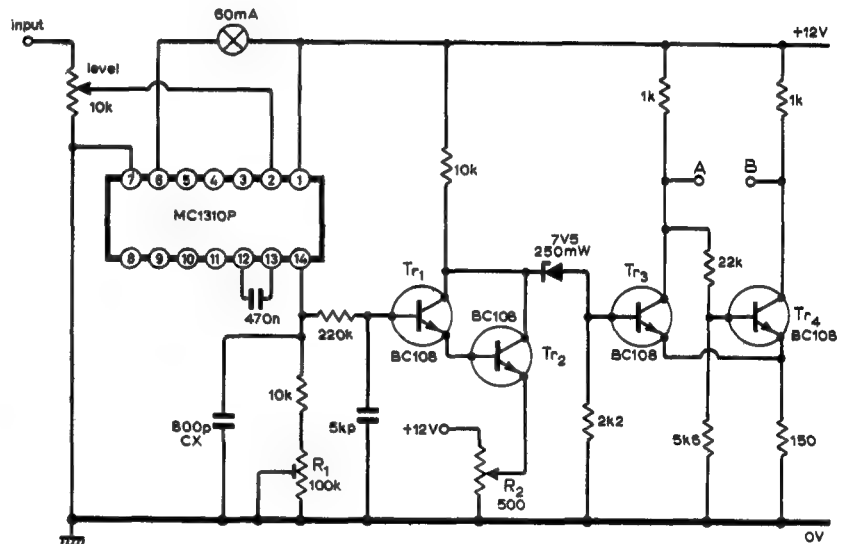 60mA
input
+12V
level
10k
1k
1k
10k
A
B
7 6 5 4 3 2 1
MC1310P
7V5
250mW
8 9 10 11 12 13 14
Tr1
Tr3
22k
BC108
Tr4
470n
220k
BC108
Tr2
BC108
BC108
10k
800p
CX
5kp
+12V
2k2
5k6
150
R1
100k
R2
500
0V